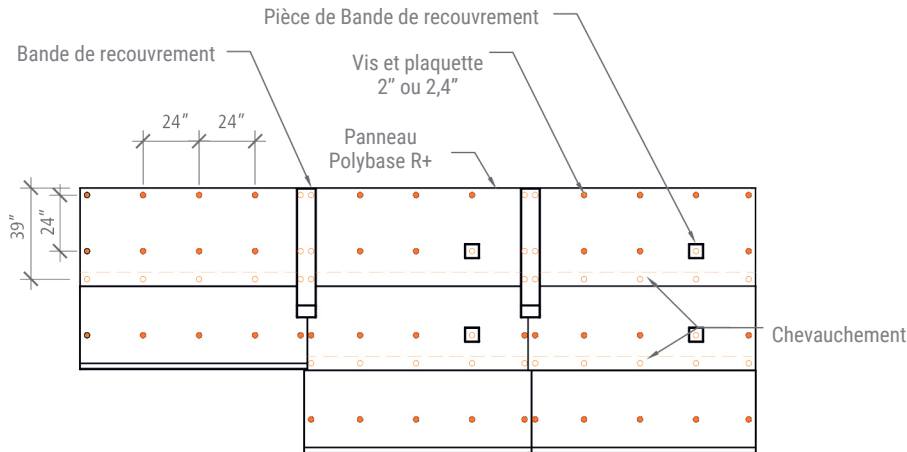 Pièce de Bande de recouvrement
Bande de recouvrement
Vis et plaquette
2” ou 2,4”
24”
24”
Panneau
Polybase R+
39”
24”
Chevauchement